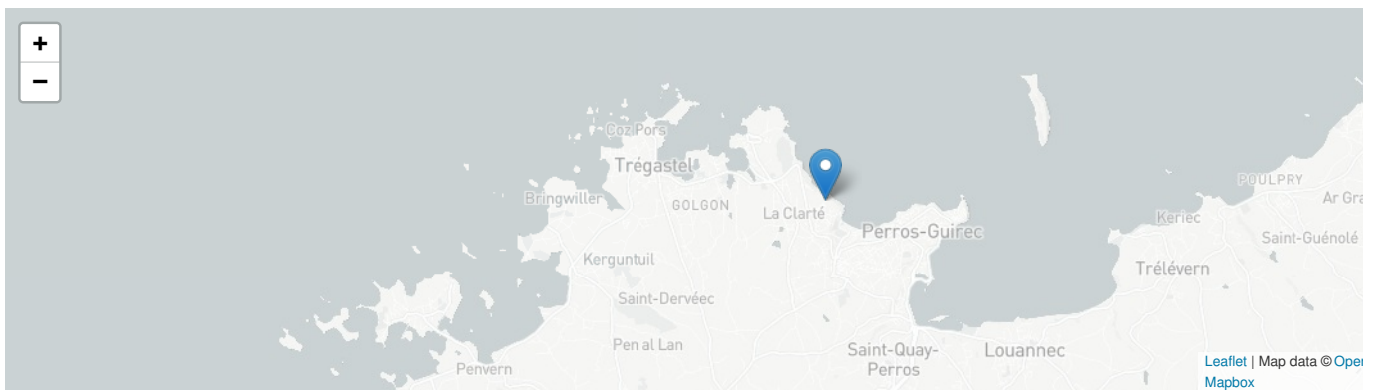 +
−
Coz Pors
Trégastel
POULPRY
Bringwiller
GOLGON
La Clarté
Ar Gra
Keriec
Perros-Guirec
Saint-Guénolé
Kerguntuil
Trélévern
Saint-Dervéec
Pen al Lan
Saint-Quay-
Perros
Louannec
Penvern
Leaflet | Map data © Oper
Mapbox